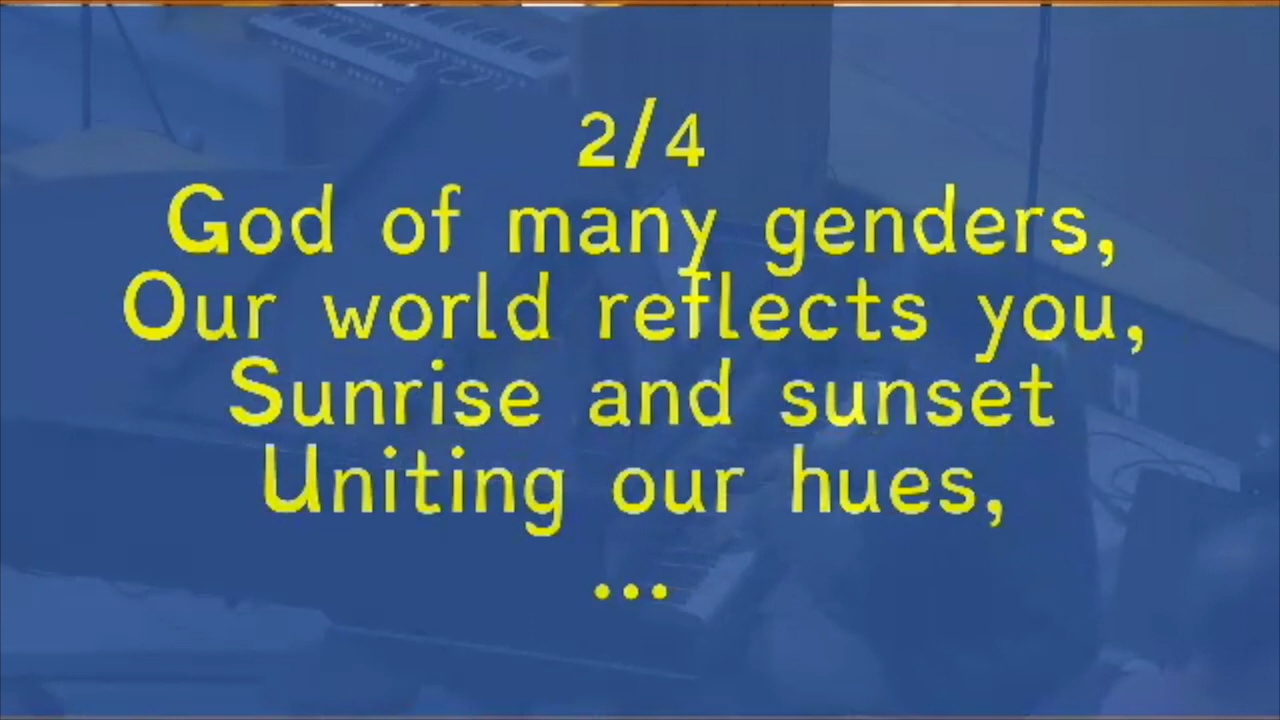 2/4
God of many genders,
Our world reflects you,
Sunrise and sunset
Uniting our hues,
...